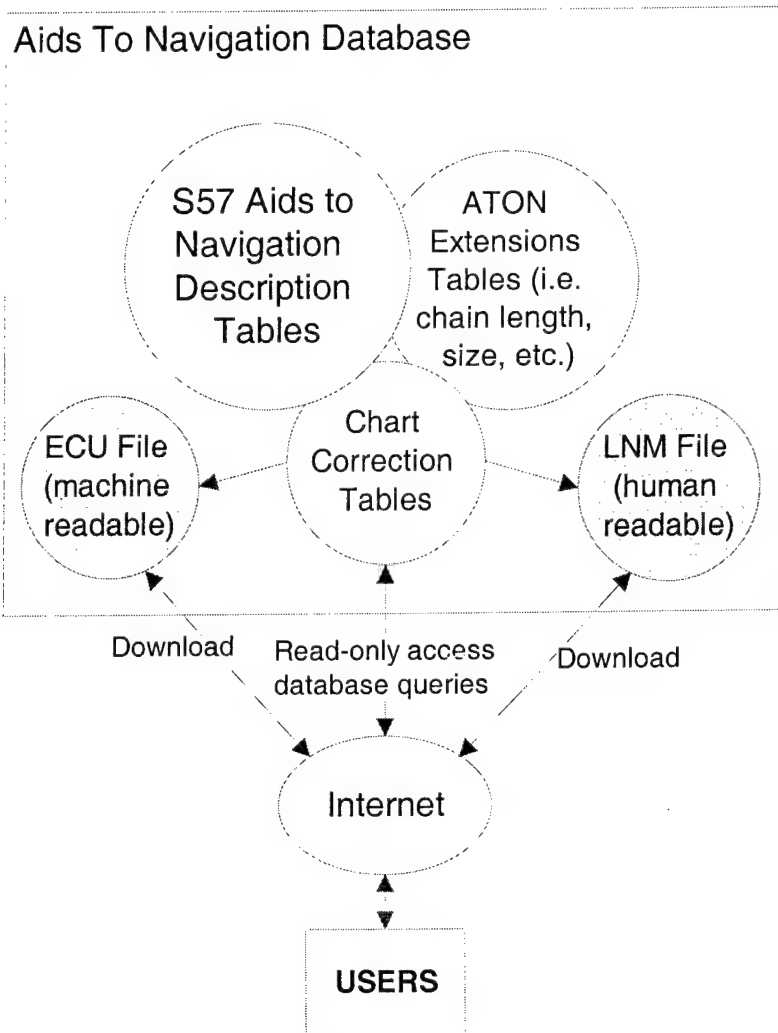 Aids To Navigation Database
S57 Aids to
Navigation
Description
Tables
ATON
Extensions
Tables (i.e.
chain length,
size, etc.)
ECU File
(machine
readable)
Chart
Correction
Tables
LNM File
(human
readable)
Download
Read-only access
database queries
Download
Internet
USERS